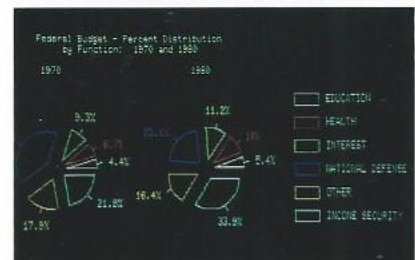 Federal Budget - Percent Distribution
by Function: 1970 and 1980
1970 1980
9.3%
4.4%
21.8%
17.9%
11.2%
5.4%
33.9%
16.4%
EDUCATION
HEALTH
INTEREST
NATIONAL DEFENSE
OTHER
INCOME SECURITY